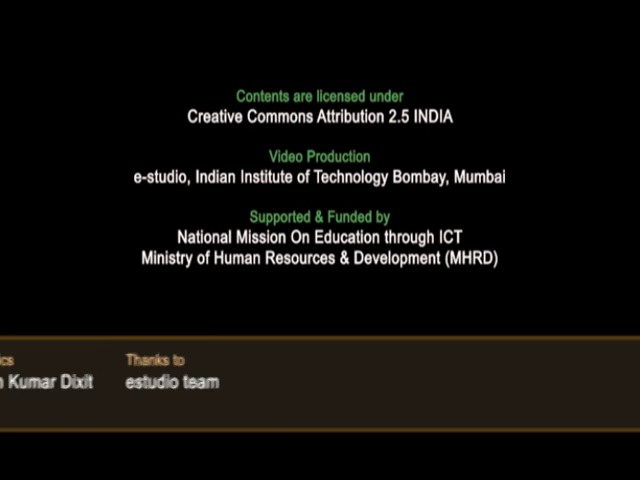 Contents are licensed under
Creative Commons Attribution 2.5 INDIA
Video Production
e-studio, Indian Institute of Technology Bombay, Mumbai
Supported & Funded by
National Mission On Education through ICT
Ministry of Human Resources & Development (MHRD)
Thanks to
Kumar Dixit estudio team